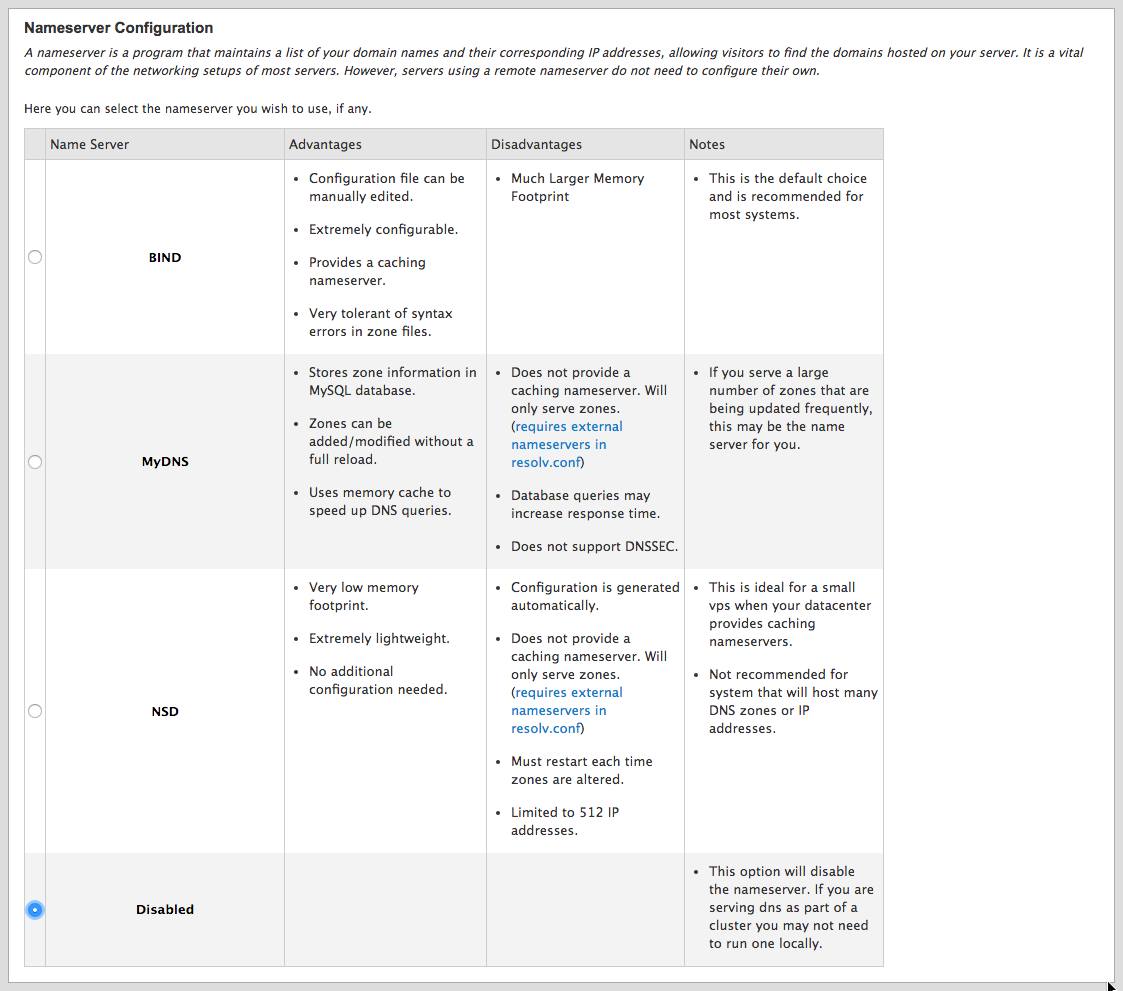 Nameserver Configuration
A nameserver is a program that maintains a list of your domain names and their corresponding IP addresses, allowing visitors to find the domains hosted on your server. It is a vital
component of the networking setups of most servers. However, servers using a remote nameserver do not need to configure their own.
Here you can select the nameserver you wish to use, if any.
Name Server
Advantages
Disadvantages
Notes
BIND
• Configuration file can be
manually edited.
• Extremely configurable.
• Provides a caching
nameserver.
• Very tolerant of syntax
errors in zone files.
• Much Larger Memory
Footprint
• This is the default choice
and is recommended for
most systems.
MyDNS
• Stores zone information in
MySQL database.
• Zones can be
added/modified without a
full reload.
• Uses memory cache to
speed up DNS queries.
• Does not provide a
caching nameserver. Will
only serve zones.
(requires external
nameservers in
resolv.conf)
• Database queries may
increase response time.
• Does not support DNSSEC.
• If you serve a large
number of zones that are
being updated frequently,
this may be the name
server for you.
NSD
• Very low memory
footprint.
• Extremely lightweight.
• No additional
configuration needed.
• Configuration is generated
automatically.
• Does not provide a
caching nameserver. Will
only serve zones.
(requires external
nameservers in
resolv.conf)
• Must restart each time
zones are altered.
• Limited to 512 IP
addresses.
• This is ideal for a small
vps when your datacenter
provides caching
nameservers.
• Not recommended for
system that will host many
DNS zones or IP
addresses.
Disabled
• This option will disable
the nameserver. If you are
serving dns as part of a
cluster you may not need
to run one locally.